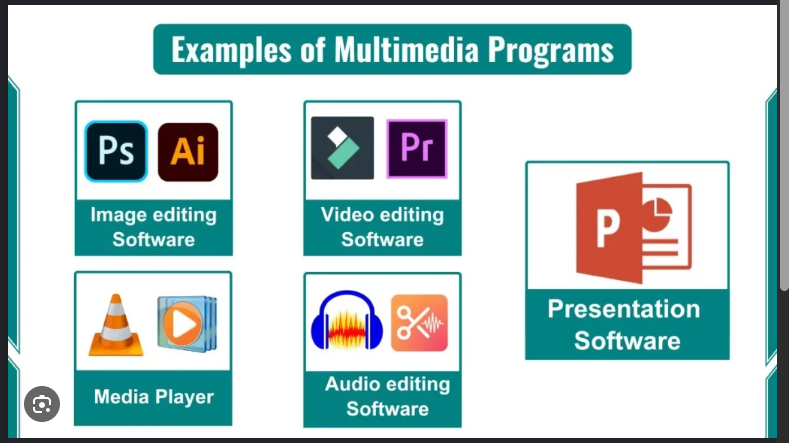 Examples of Multimedia Programs
Ps Ai
Image editing
Software
Pr
Video editing
Software
P
Presentation
Software
Media Player
Audio editing
Software